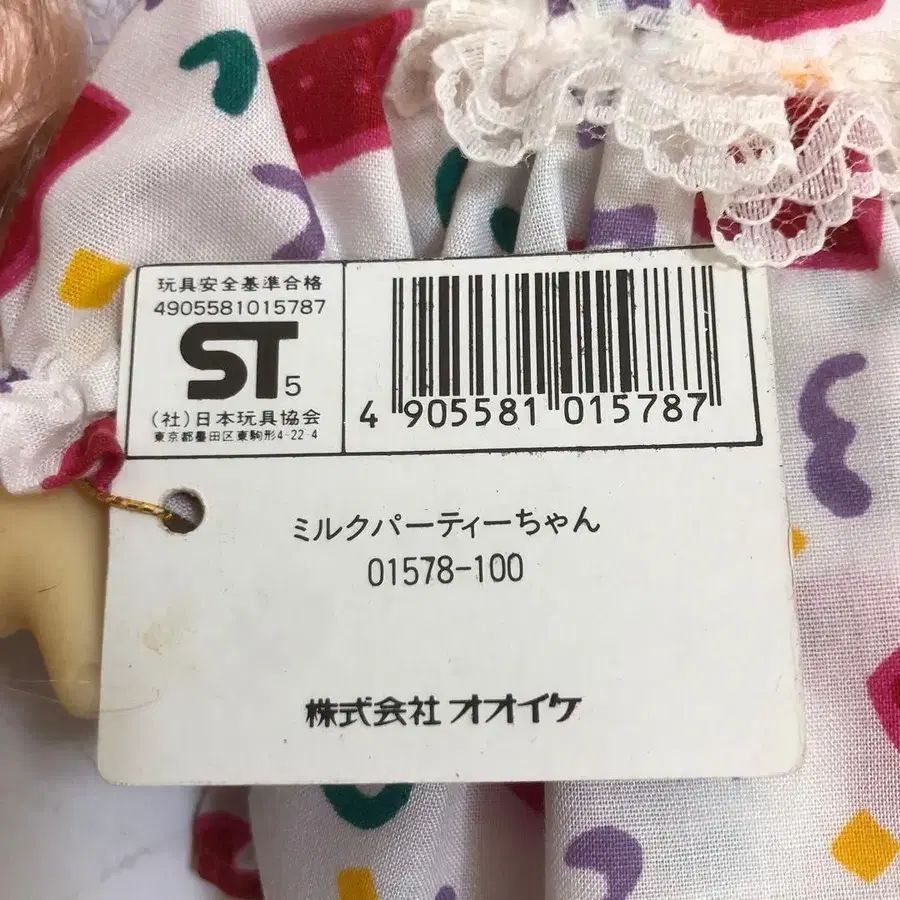 玩具安全基準合格
4905581015787
ST5
(社)日本玩具協会
東京都墨田区東駒形4-22-4
4 905581 015787
ミルクパーティーちゃん
01578-100
株式会社 オオイケ